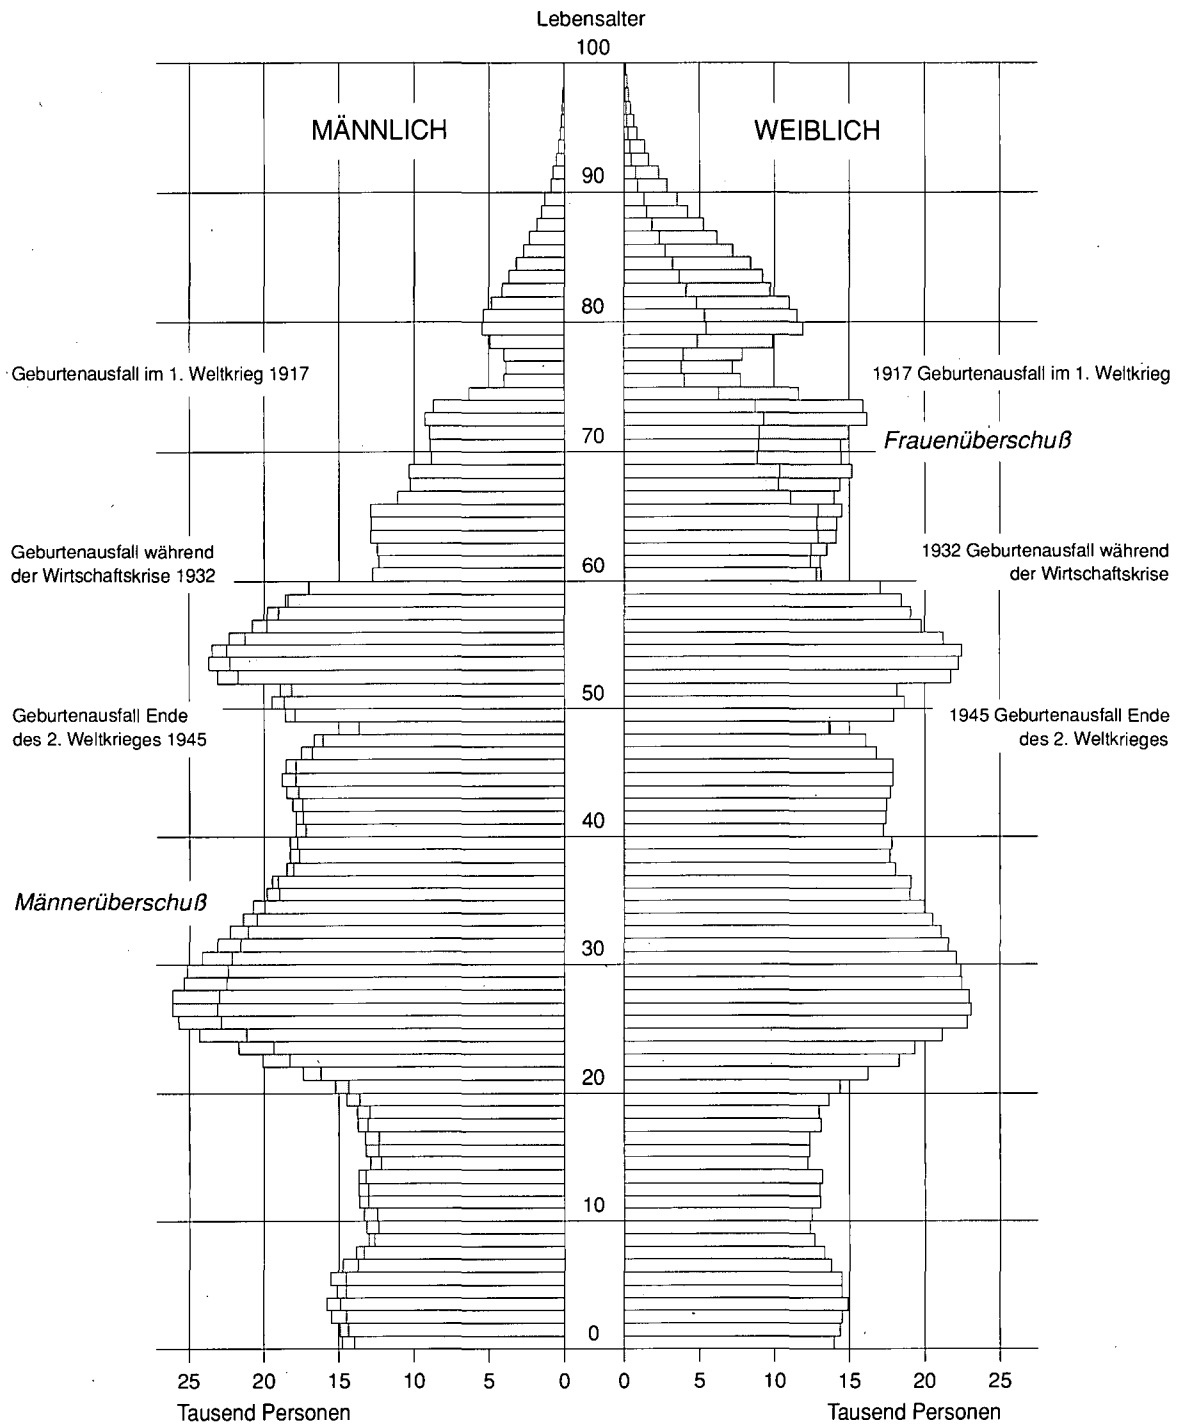 Lebensalter
100
MÄNNLICH
WEIBLICH
90
80
Geburtenausfall im 1. Weltkrieg 1917
1917 Geburtenausfall im 1. Weltkrieg
70
Frauenüberschuß
Geburtenausfall während
der Wirtschaftskrise 1932
1932 Geburtenausfall während
der Wirtschaftskrise
60
50
Geburtenausfall Ende
des 2. Weltkrieges 1945
1945 Geburtenausfall Ende
des 2. Weltkrieges
40
Männerüberschuß
30
20
10
0
25 20 15 10 5 0 0 5 10 15 20 25
Tausend Personen
Tausend Personen